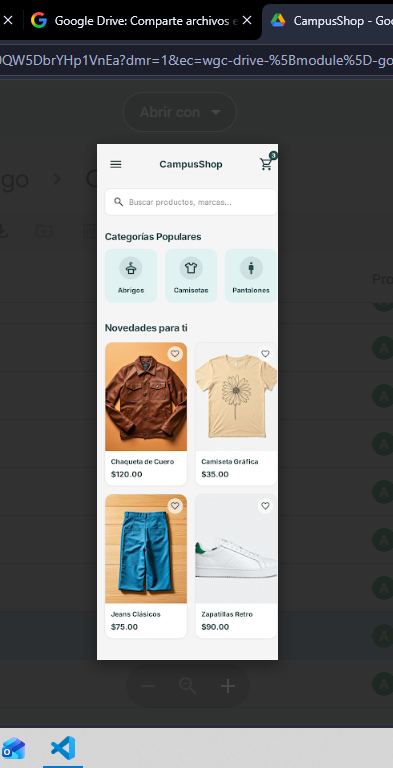 Google Drive: Comparte archivos e
CampusShop - Goo
QW5DbrYHp1VnEa?dmr=1&ec=wgc-drive-%5Bmodule%5D-go
Abrir con
go
Pro
CampusShop
3
Buscar productos, marcas...
Categorías Populares
Abrigos
Camisetas
Pantalones
Novedades para ti
Chaqueta de Cuero
Camiseta Gráfica
$120.00
$35.00
Jeans Clásicos
Zapatillas Retro
$75.00
$90.00
A
A
A
A
A
A
A
A